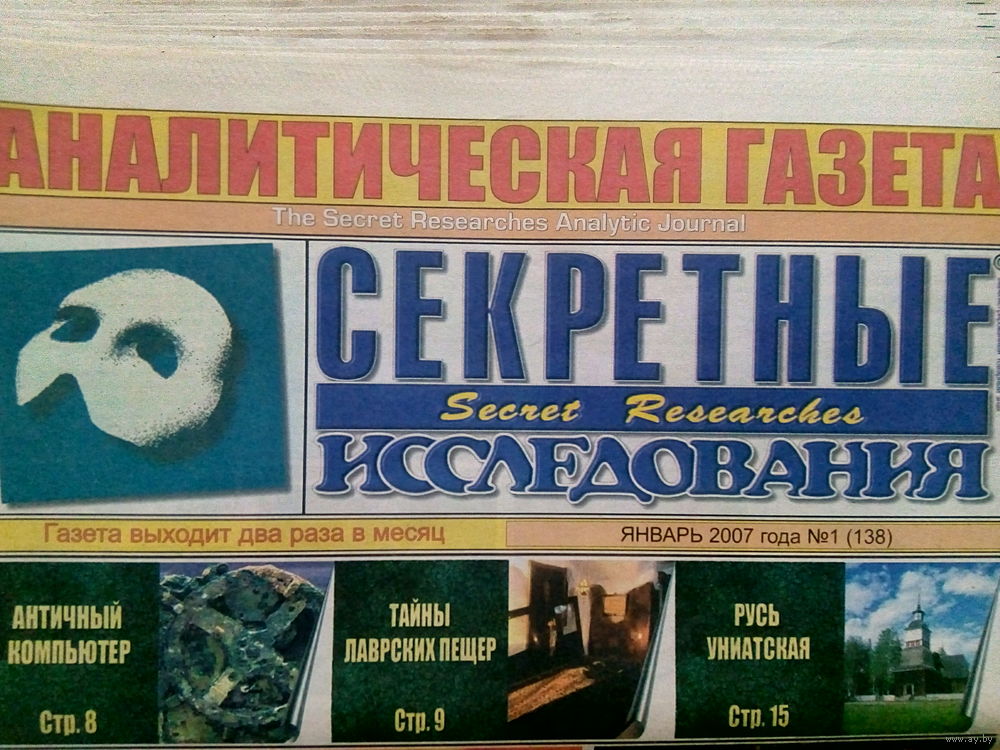 АНАЛИТИЧЕСКАЯ ГАЗЕТА
The Secret Researches Analytic Journal
СЕКРЕТНЫЕ
Secret Researches
ИССЛЕДОВАНИЯ
Газета выходит два раза в месяц
ЯНВАРЬ 2007 года №1 (138)
АНТИЧНЫЙ
КОМПЬЮТЕР
Стр. 8
ТАЙНЫ
ЛАВРСКИХ ПЕЩЕР
Стр. 9
РУСЬ
УНИАТСКАЯ
Стр. 15
www.ay.by